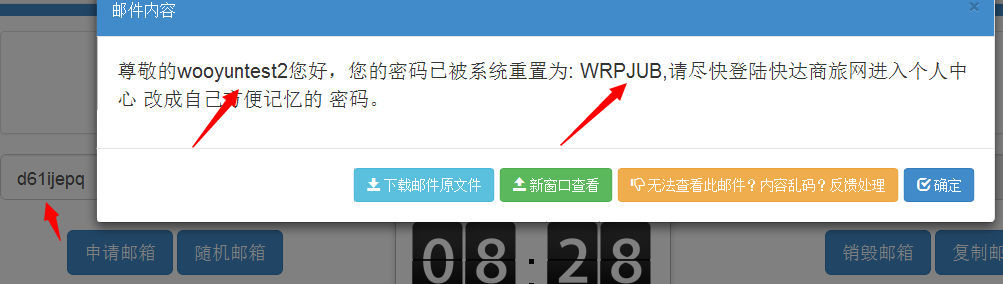 邮件内容
×
尊敬的wooyuntest2您好，您的密码已被系统重置为: WRPJUB,请尽快登陆快达商旅网进入个人中
心 改成自己方便记忆的 密码。
d61ijepq
下载邮件原文件 新窗口查看 无法查看此邮件？内容乱码？反馈处理 确定
申请邮箱 随机邮箱 08:28 销毁邮箱 复制邮